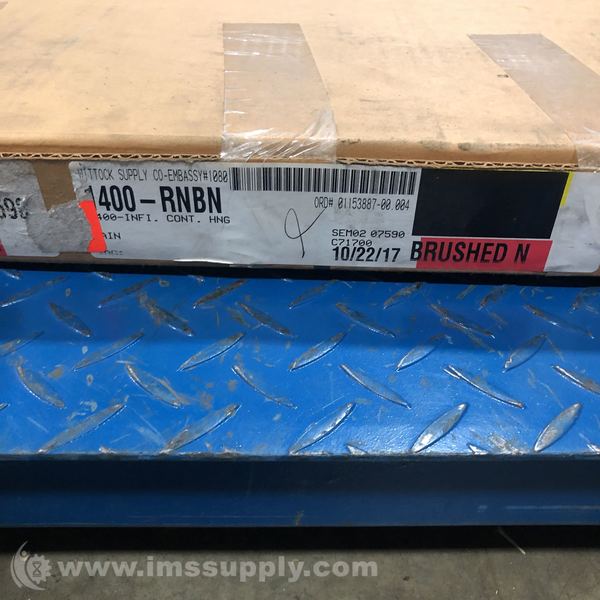 TTOCK SUPPLY CO-EMBASSY#1080
1400-RNBN
400-INFI. CONT. HNG
ORD# 01153887-00.004
AIN
SEM02 07590
C71700
10/22/17
BRUSHED N
www.imssupply.com